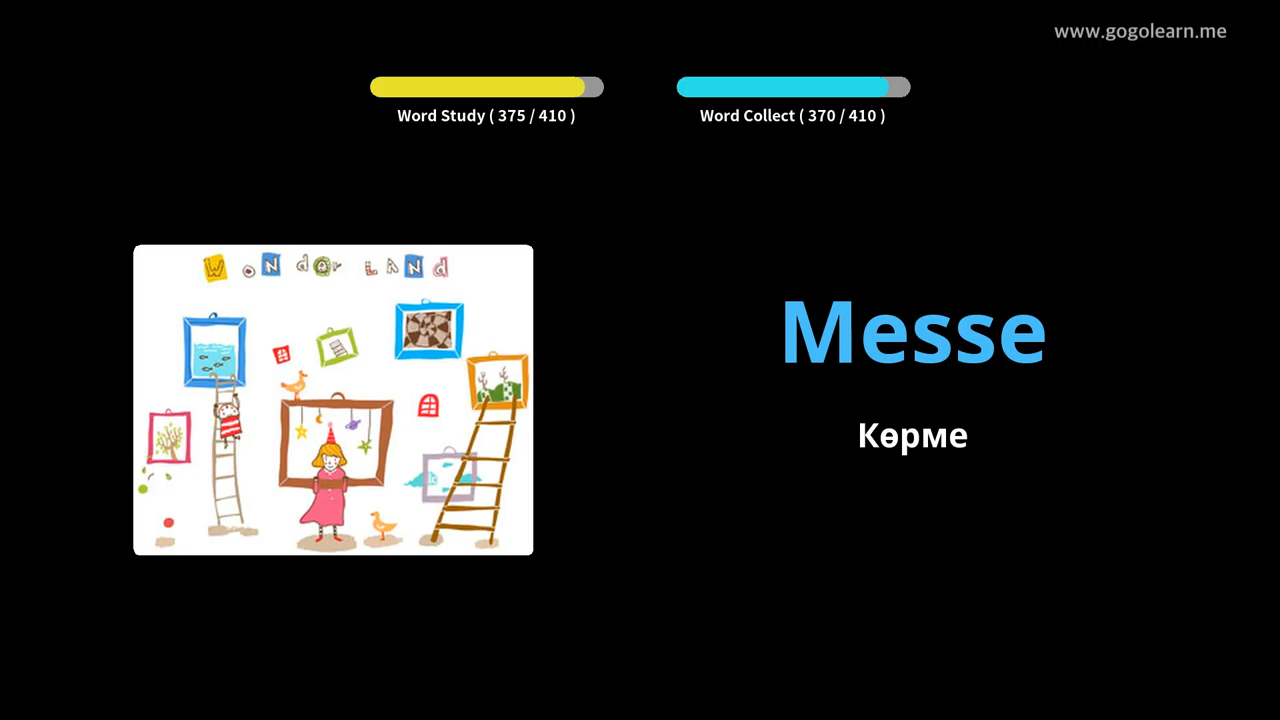 www.gogolearn.me
Word Study ( 375 / 410 )
Word Collect ( 370 / 410 )
WoNder LANd
Messe
Көрме